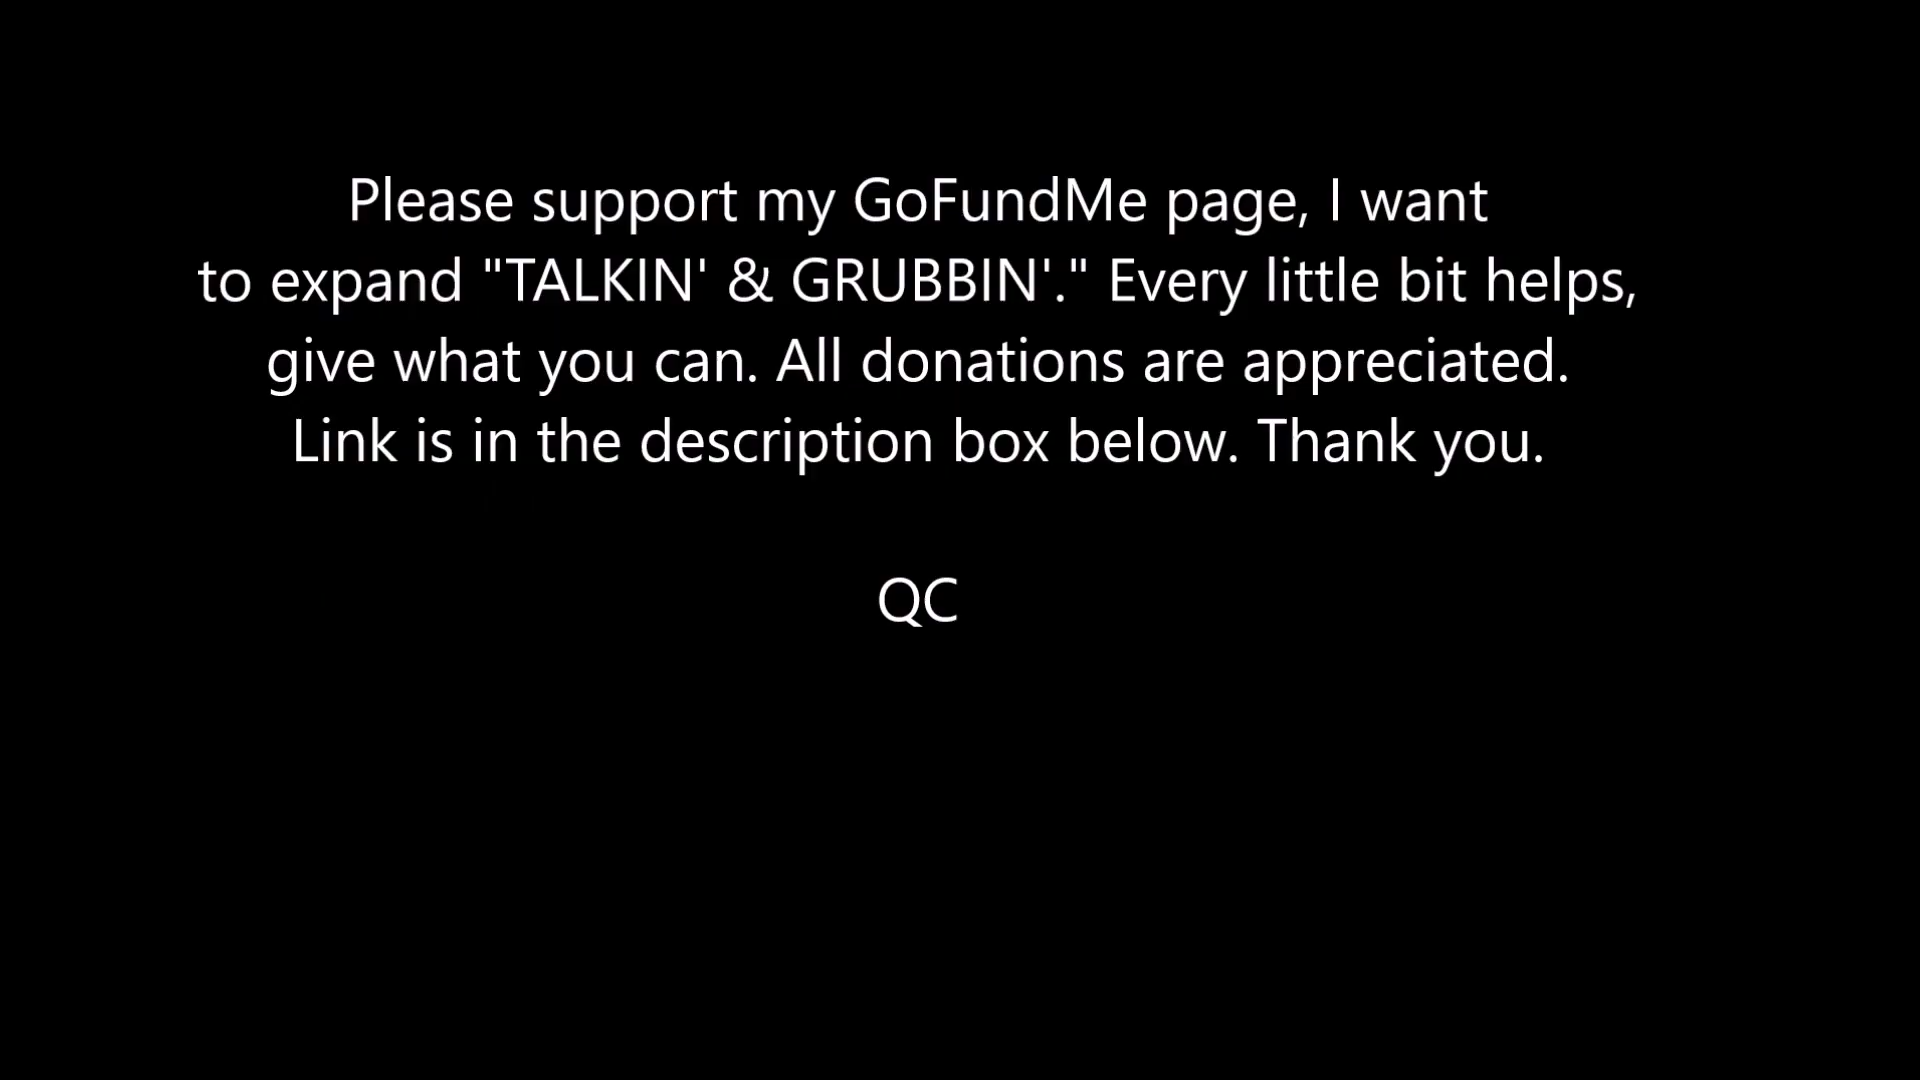 Please support my GoFundMe page, I want
to expand "TALKIN' & GRUBBIN'." Every little bit helps,
give what you can. All donations are appreciated.
Link is in the description box below. Thank you.
QC